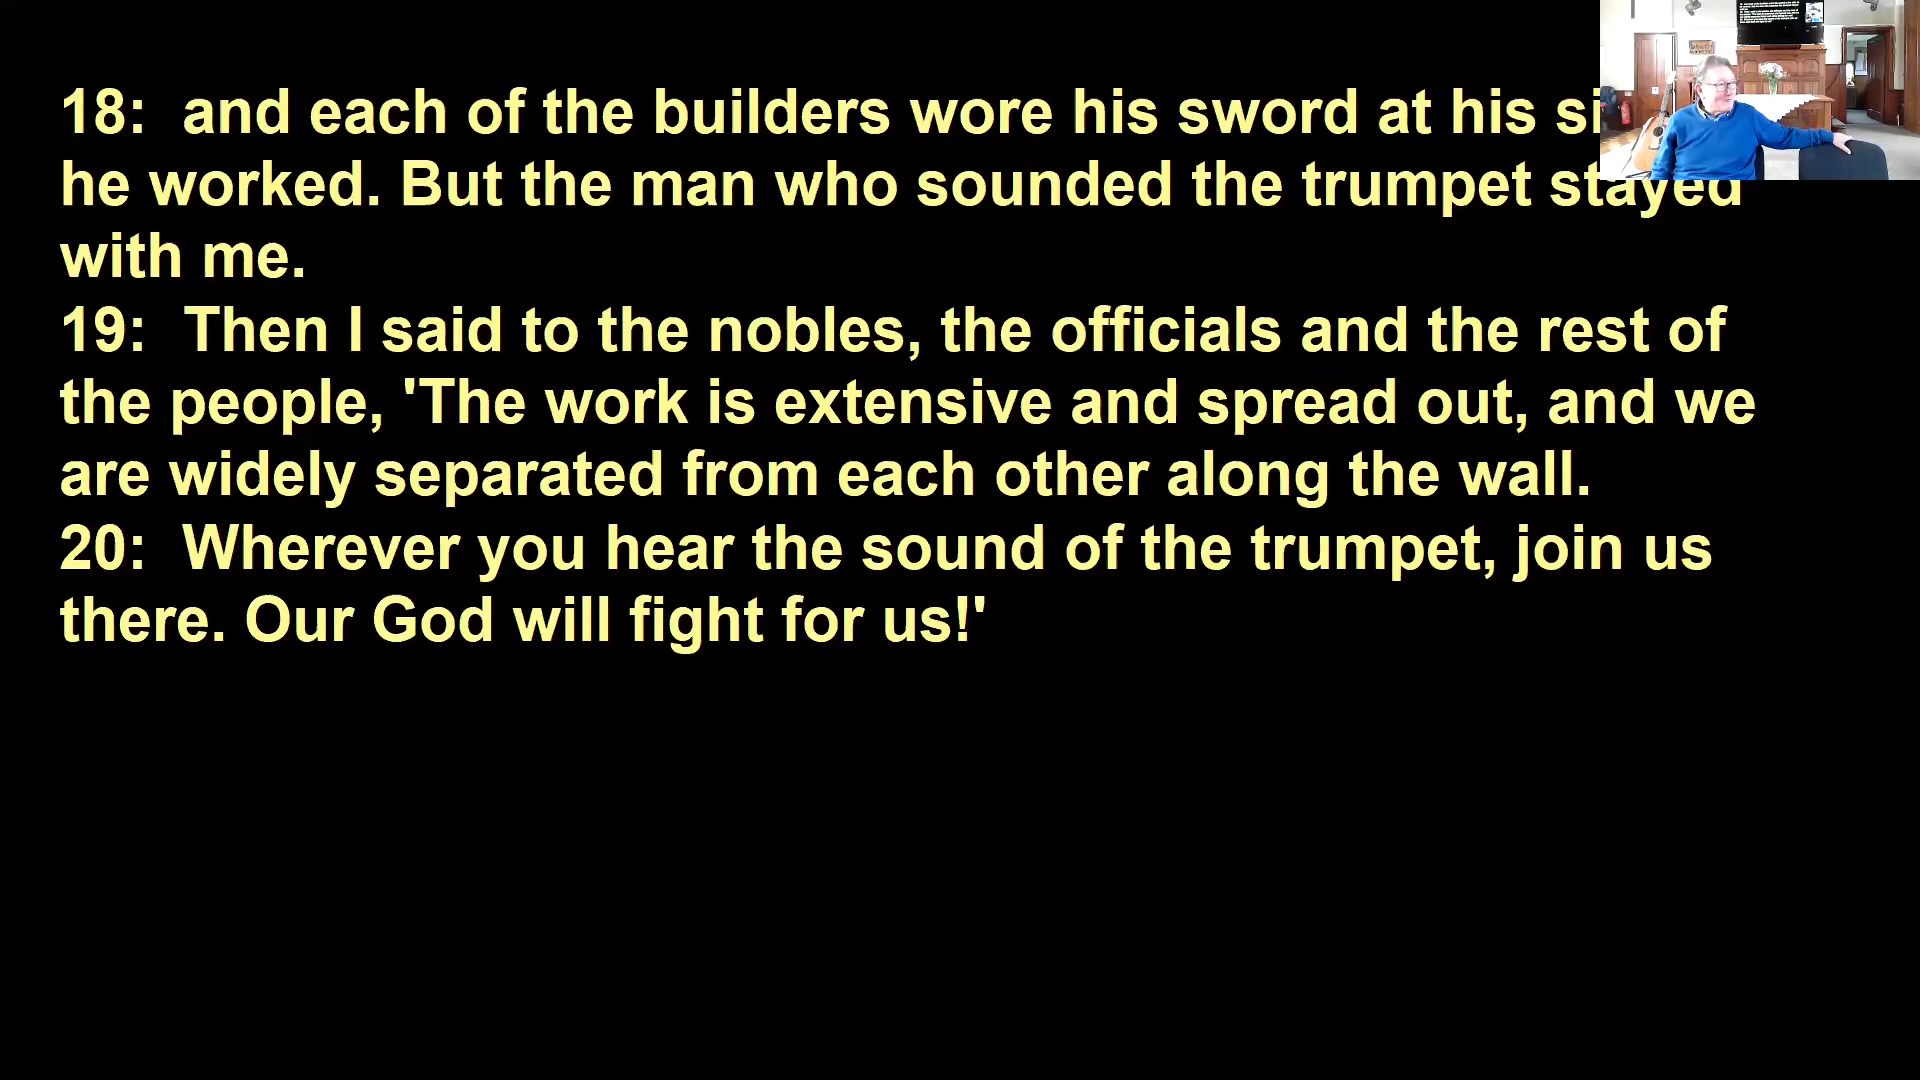 18:  and each of the builders wore his sword at his si
he worked. But the man who sounded the trumpet stayed
with me.
19:  Then I said to the nobles, the officials and the rest of
the people, 'The work is extensive and spread out, and we
are widely separated from each other along the wall.
20:  Wherever you hear the sound of the trumpet, join us
there. Our God will fight for us!'